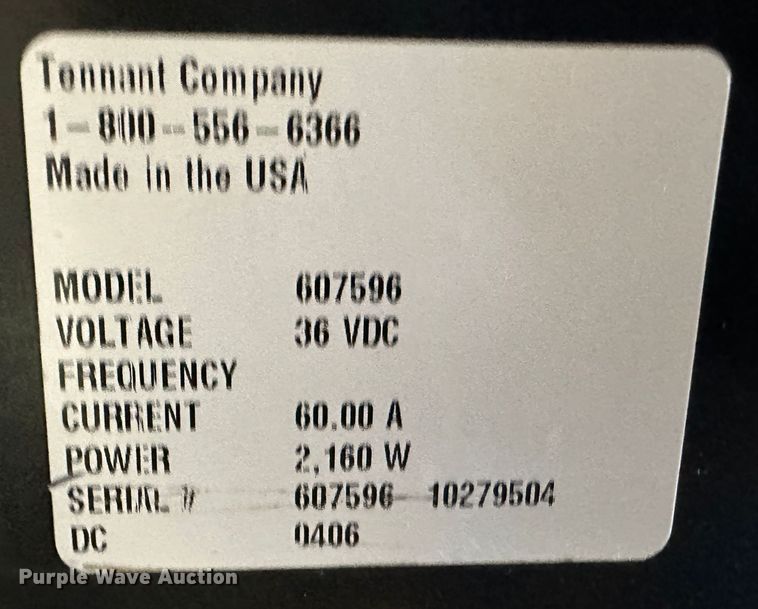 Tennant Company
1-800-556-6366
Made in the USA
MODEL 607596
VOLTAGE 36 VDC
FREQUENCY
CURRENT 60.00 A
POWER 2,160 W
SERIAL # 607596 10279504
DC 0406
Purple Wave Auction